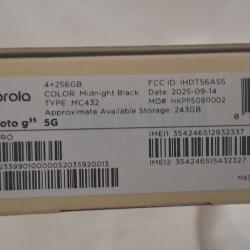 orola
4+256GB
COLOR: Midnight Black
TYPE: MC432
FCC ID: IHDT56AS5
DATE: 2025-09-14
MO#: HKPP50911002
Approximate Available Storage: 243GB
oto g³⁵ 5G
IMEI1: 354246512932337
IMEI2: 354246515432327
MA